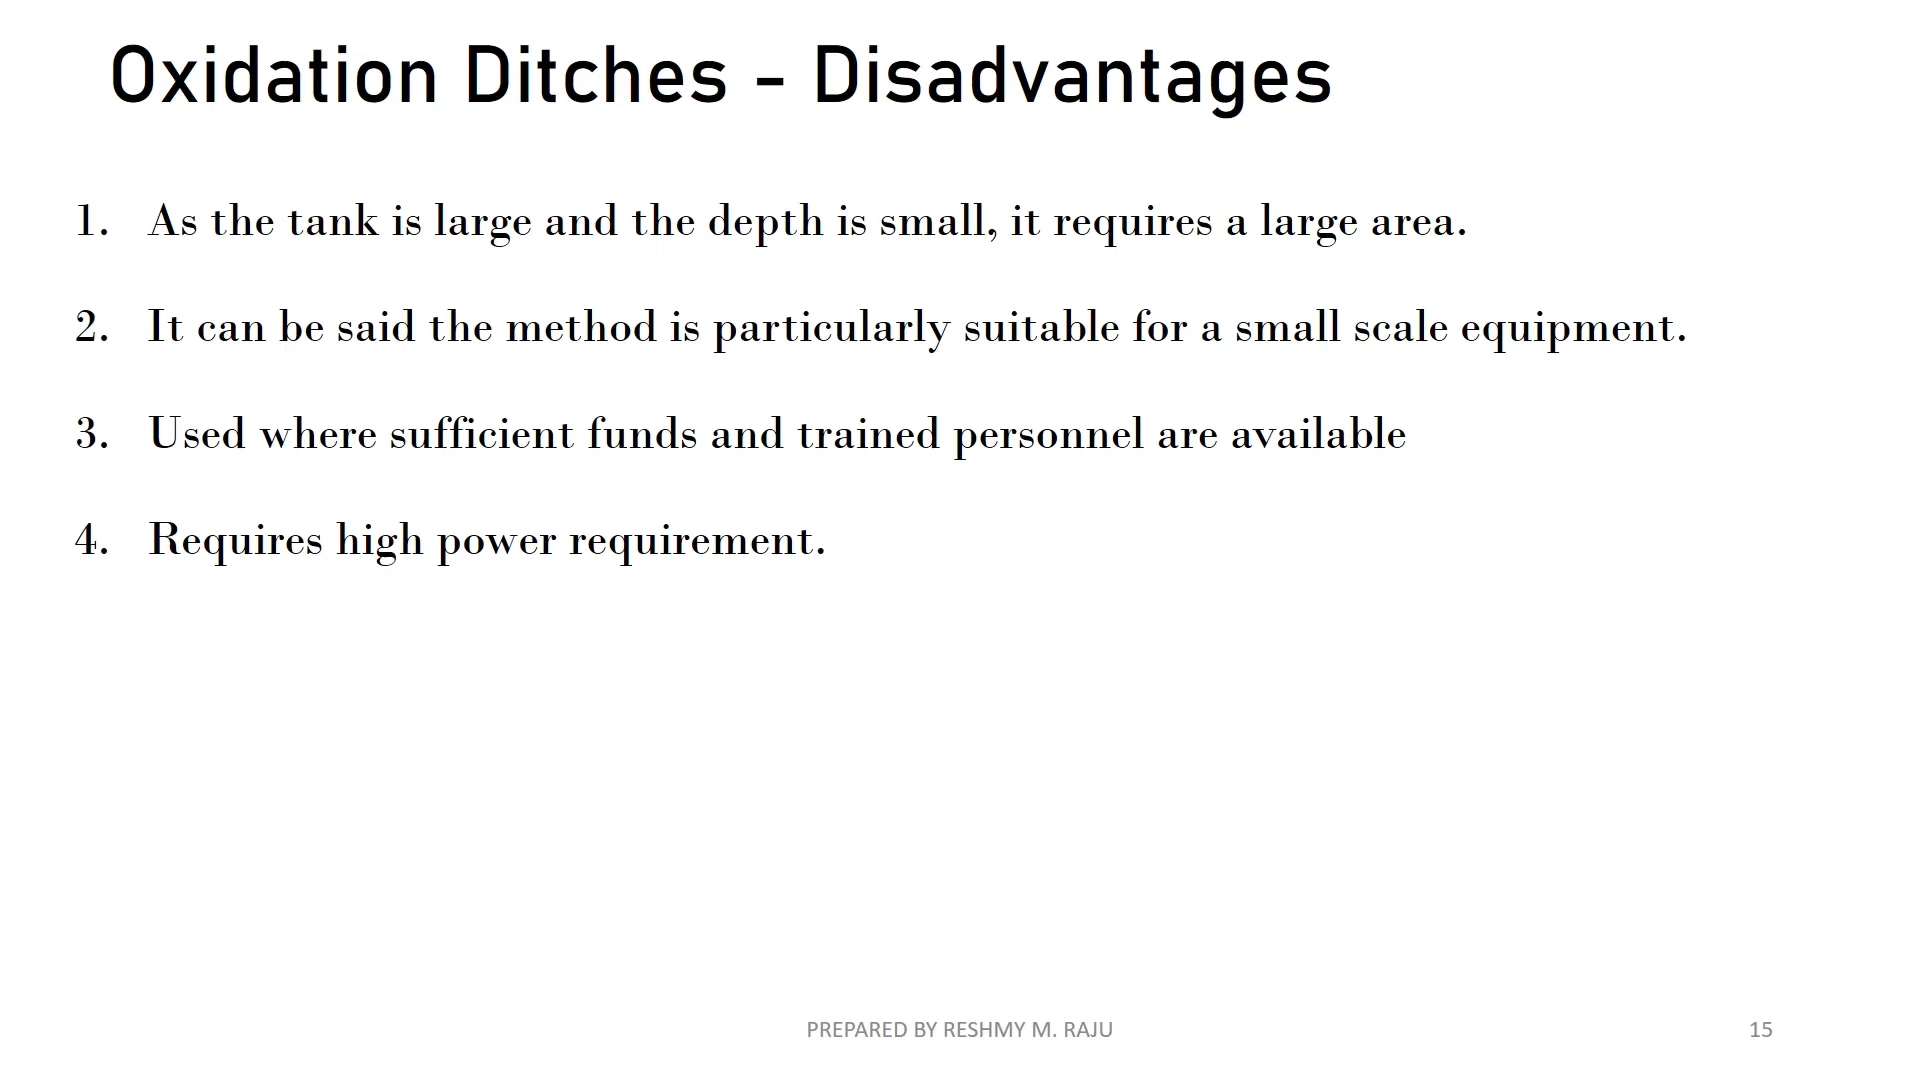 Oxidation Ditches - Disadvantages
1. As the tank is large and the depth is small, it requires a large area.
2. It can be said the method is particularly suitable for a small scale equipment.
3. Used where sufficient funds and trained personnel are available
4. Requires high power requirement.
PREPARED BY RESHMY M. RAJU
15